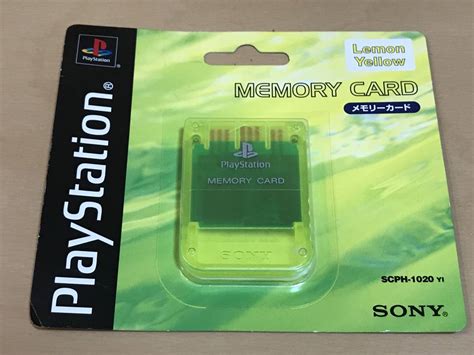 PlayStation
PlayStation®
Lemon
Yellow
MEMORY CARD
メモリーカード
PlayStation
MEMORY CARD
SONY
SCPH-1020 YI
SONY®